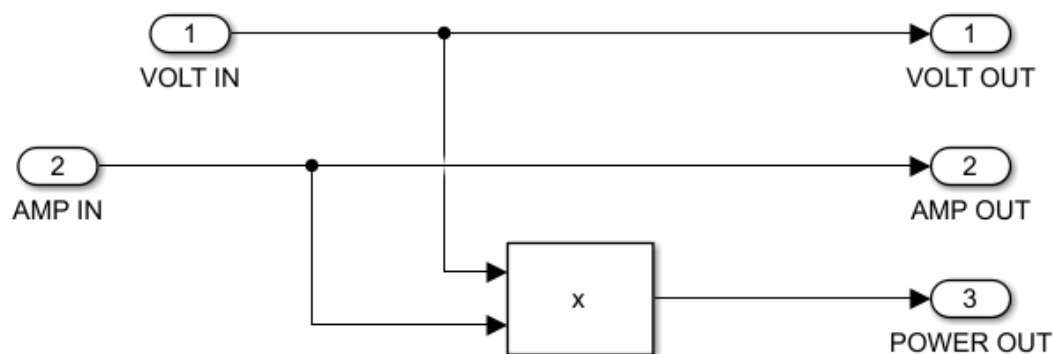 1
1
VOLT IN
VOLT OUT
2
2
AMP IN
AMP OUT
x
3
POWER OUT